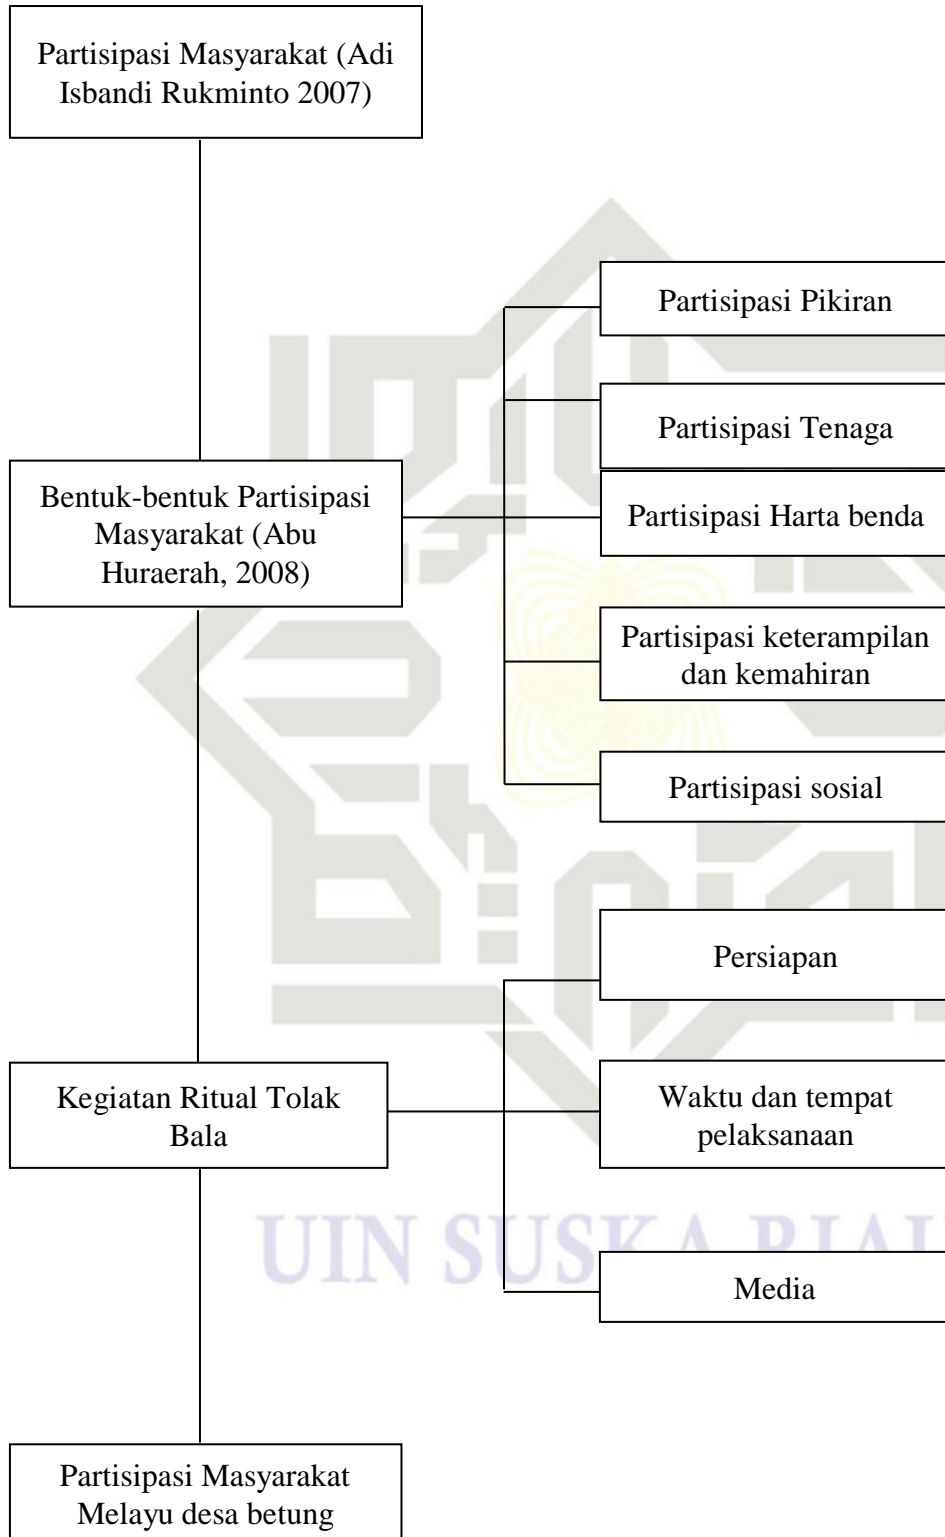 Partisipasi Masyarakat (Adi
Isbandi Rukminto 2007)
Partisipasi Pikiran
Partisipasi Tenaga
Bentuk-bentuk Partisipasi
Masyarakat (Abu
Huraerah, 2008)
Partisipasi Harta benda
Partisipasi keterampilan
dan kemahiran
Partisipasi sosial
Persiapan
Kegiatan Ritual Tolak
Bala
Waktu dan tempat
pelaksanaan
UIN SUSKA RIAU
Media
Partisipasi Masyarakat
Melayu desa betung